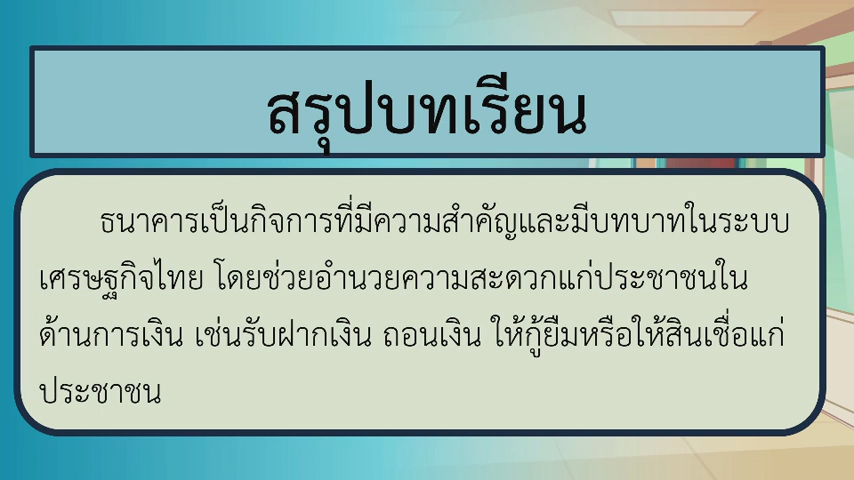 สรุปบทเรียน
ธนาคารเป็นกิจการที่มีความสำคัญและมีบทบาทในระบบ
เศรษฐกิจไทย โดยช่วยอำนวยความสะดวกแก่ประชาชนใน
ด้านการเงิน เช่นรับฝากเงิน ถอนเงิน ให้กู้ยืมหรือให้สินเชื่อแก่
ประชาชน